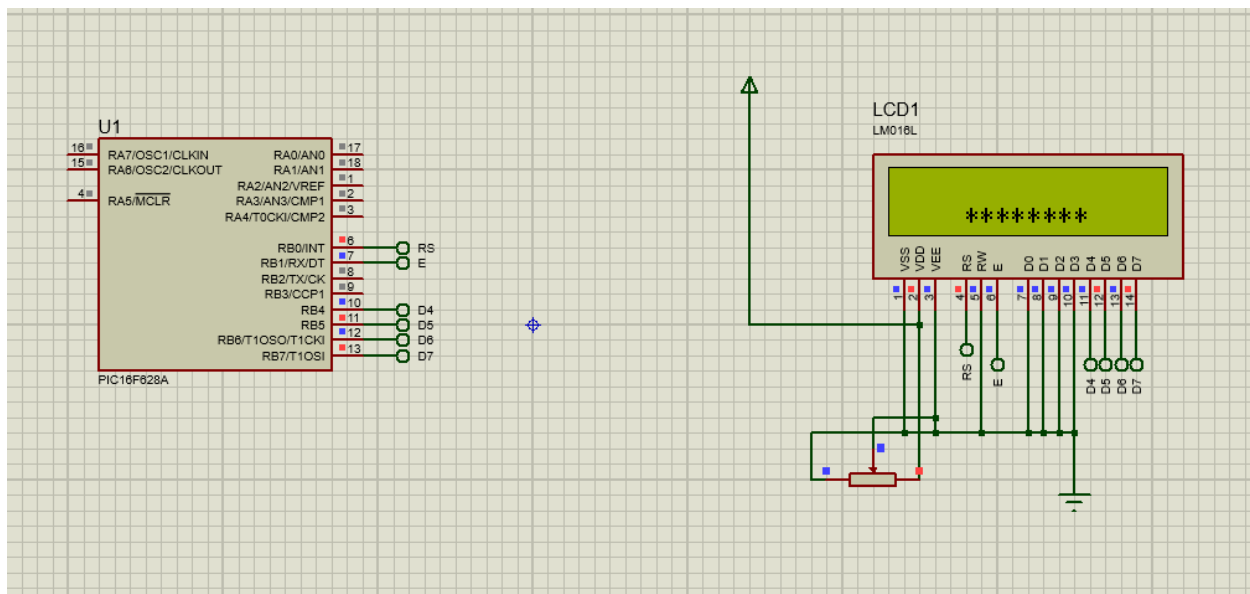 U1
16
RA7/OSC1/CLKIN
15
RA6/OSC2/CLKOUT
4
RA5/MCLR
RA0/AN0
17
RA1/AN1
18
RA2/AN2/VREF
1
RA3/AN3/CMP1
2
RA4/T0CKI/CMP2
3
RB0/INT
6
RS
RB1/RX/DT
7
E
RB2/TX/CK
8
RB3/CCP1
9
RB4
10
D4
RB5
11
D5
RB6/T1OSO/T1CKI
12
D6
RB7/T1OSI
13
D7
PIC16F628A
LCD1
LM016L
********
VSS
VDD
VEE
RS
RW
E
D0
D1
D2
D3
D4
D5
D6
D7
1
2
3
4
5
6
7
8
9
10
11
12
13
14
RS
E
D4
D5
D6
D7